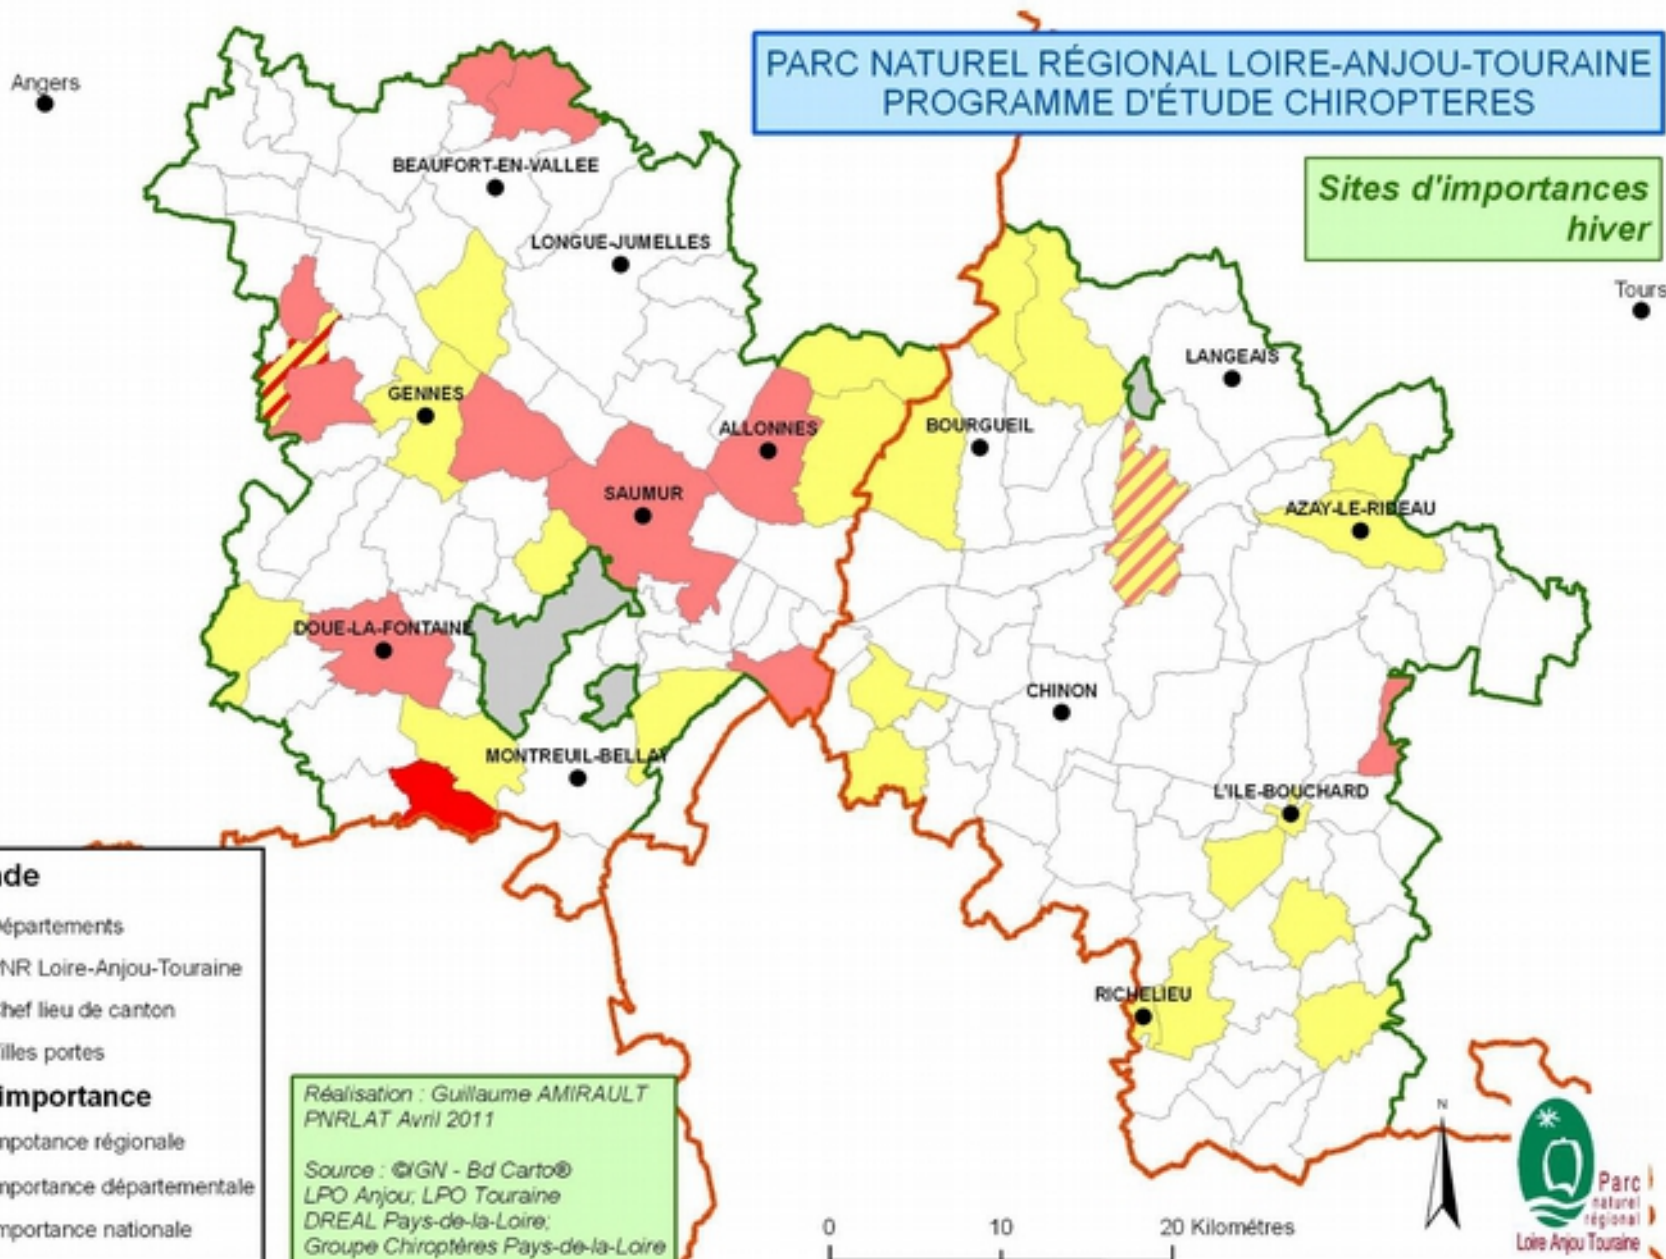 PARC NATUREL RÉGIONAL LOIRE-ANJOU-TOURAINE
PROGRAMME D'ÉTUDE CHIROPTERES
Sites d'importances
hiver
Angers
BEAUFORT-EN-VALLEE
LONGUE-JUMELLES
Tours
LANGEAIS
GENNES
ALLONNES
BOURGUEIL
SAUMUR
AZAY-LE-RIDEAU
DOUE-LA-FONTAINE
CHINON
MONTREUIL-BELLAY
L'ILE-BOUCHARD
RICHELIEU
nde
épartements
NR Loire-Anjou-Touraine
hef lieu de canton
illes portes
importance
mpotance régionale
mportance départementale
mportance nationale
Réalisation : Guillaume AMIRAULT
PNRLAT Avril 2011
Source : ©IGN - Bd Carto®
LPO Anjou; LPO Touraine
DREAL Pays-de-la-Loire;
Groupe Chiroptères Pays-de-la-Loire
0 10 20 Kilométres
N
Parc
naturel
régional
Loire Anjou Touraine